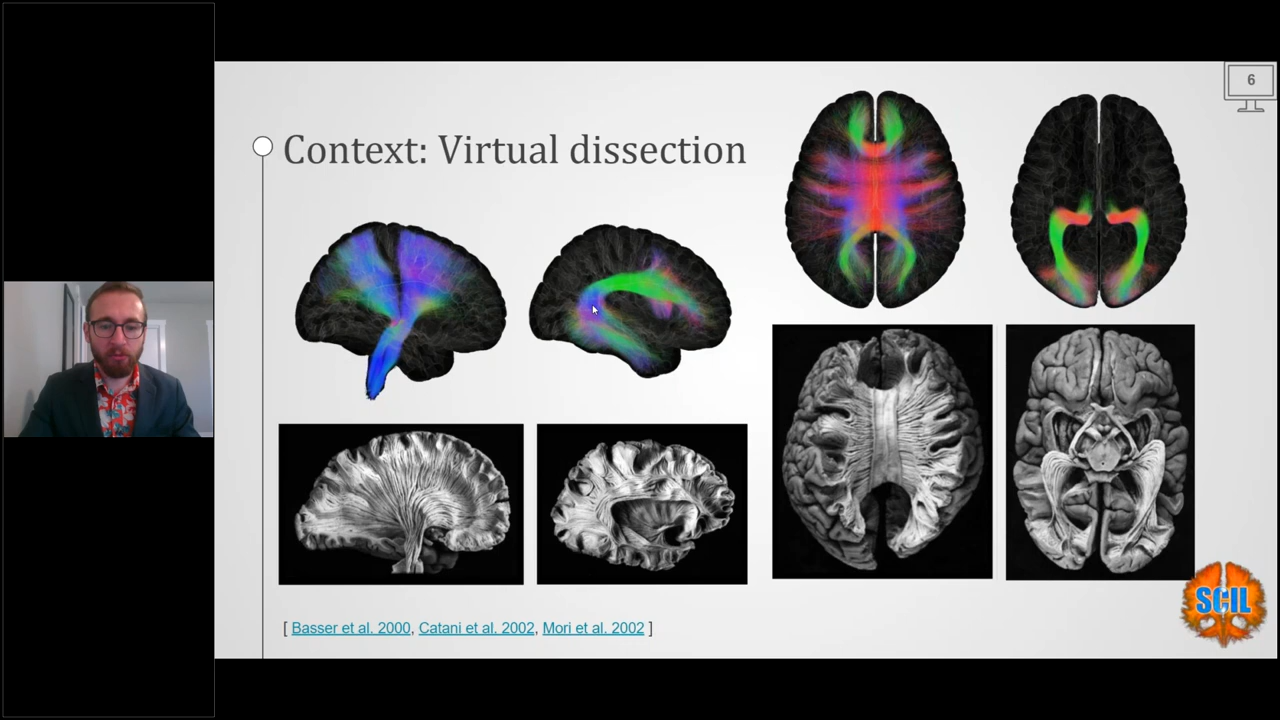 6
Context: Virtual dissection
[ Basser et al. 2000, Catani et al. 2002, Mori et al. 2002 ]
SCIL